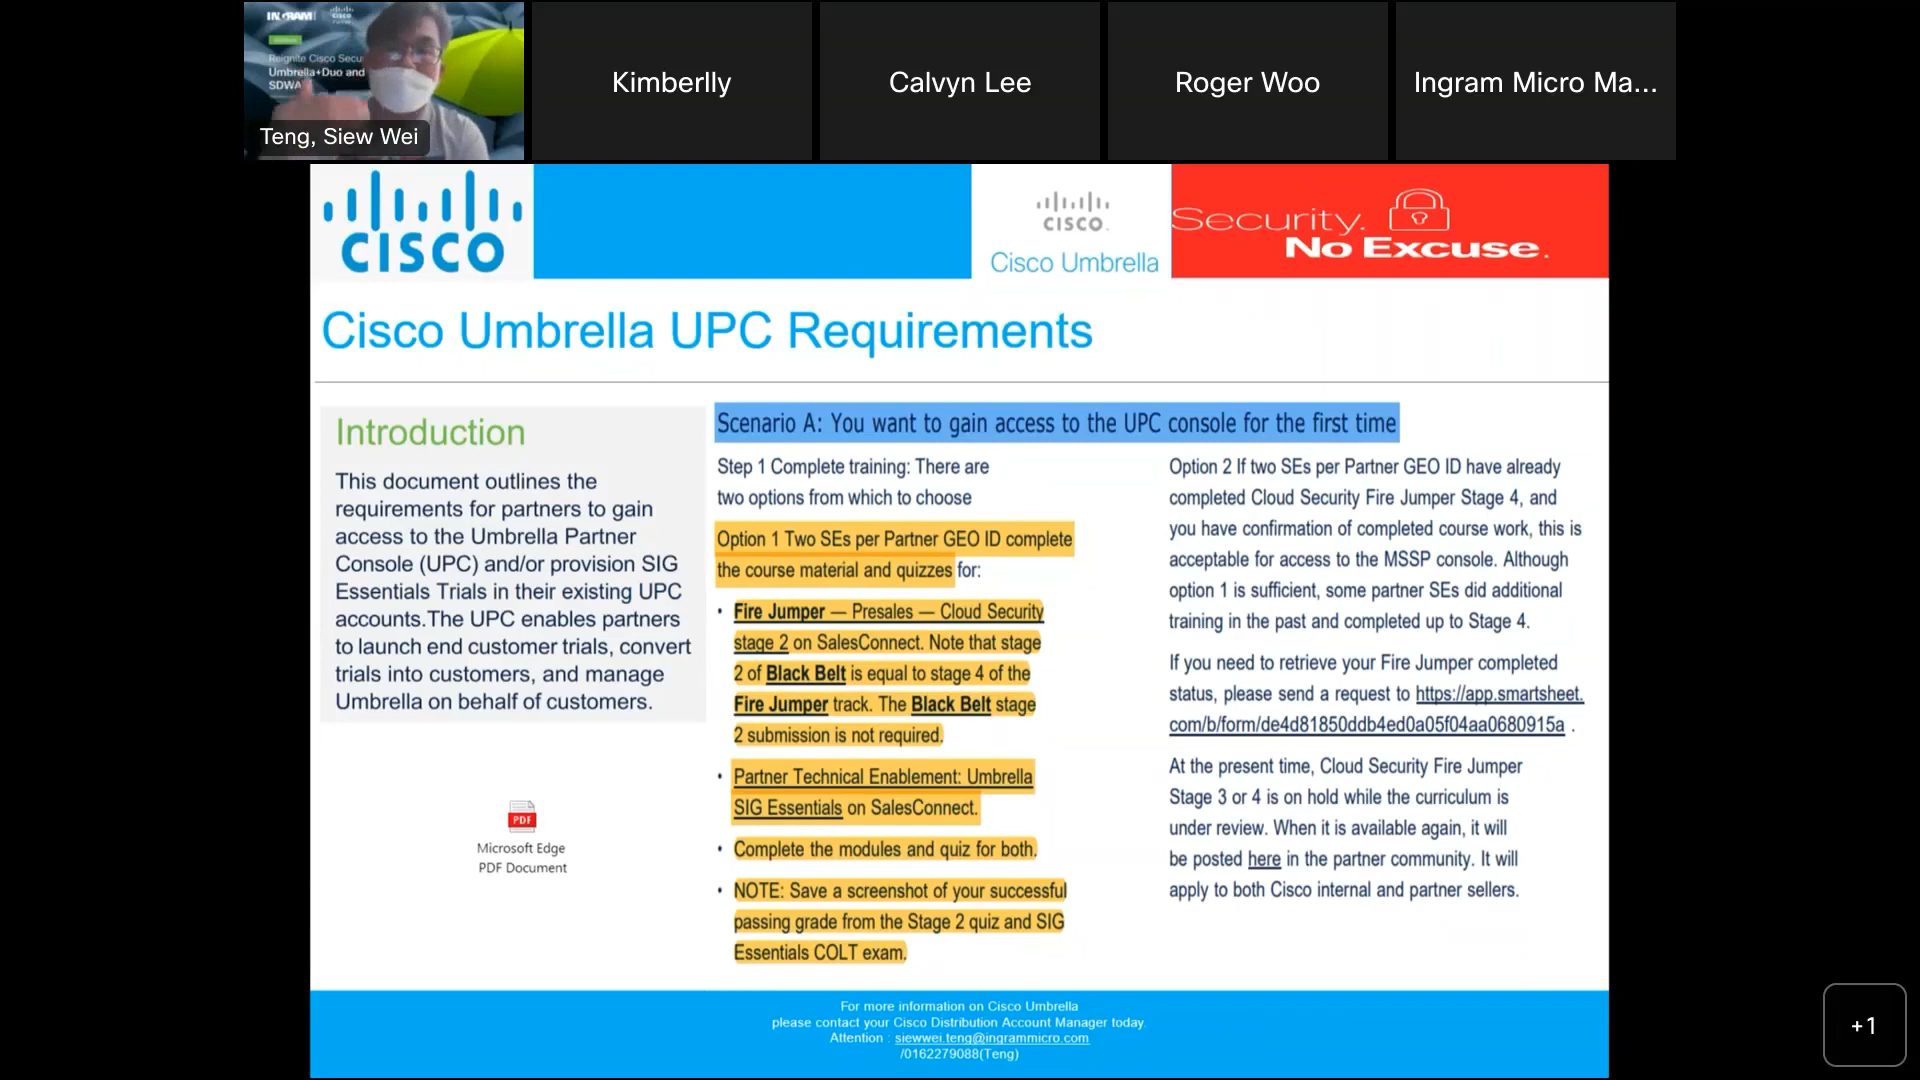 INGRAM
CISCO
Reignite Cisco Secu
Umbrella+Duo and
SDWA
Teng, Siew Wei
Kimberlly
Calvyn Lee
Roger Woo
Ingram Micro Ma...
CISCO
CISCO
Cisco Umbrella
Security.
No Excuse.
Cisco Umbrella UPC Requirements
Introduction
This document outlines the
requirements for partners to gain
access to the Umbrella Partner
Console (UPC) and/or provision SIG
Essentials Trials in their existing UPC
accounts.The UPC enables partners
to launch end customer trials, convert
trials into customers, and manage
Umbrella on behalf of customers.
PDF
Microsoft Edge
PDF Document
Scenario A: You want to gain access to the UPC console for the first time
Step 1 Complete training: There are
two options from which to choose
Option 1 Two SEs per Partner GEO ID complete
the course material and quizzes for:
• Fire Jumper — Presales — Cloud Security
stage 2 on SalesConnect. Note that stage
2 of Black Belt is equal to stage 4 of the
Fire Jumper track. The Black Belt stage
2 submission is not required.
• Partner Technical Enablement: Umbrella
SIG Essentials on SalesConnect.
• Complete the modules and quiz for both.
• NOTE: Save a screenshot of your successful
passing grade from the Stage 2 quiz and SIG
Essentials COLT exam.
Option 2 If two SEs per Partner GEO ID have already
completed Cloud Security Fire Jumper Stage 4, and
you have confirmation of completed course work, this is
acceptable for access to the MSSP console. Although
option 1 is sufficient, some partner SEs did additional
training in the past and completed up to Stage 4.
If you need to retrieve your Fire Jumper completed
status, please send a request to https://app.smartsheet.
com/b/form/de4d81850ddb4ed0a05f04aa0680915a .
At the present time, Cloud Security Fire Jumper
Stage 3 or 4 is on hold while the curriculum is
under review. When it is available again, it will
be posted here in the partner community. It will
apply to both Cisco internal and partner sellers.
For more information on Cisco Umbrella
please contact your Cisco Distribution Account Manager today.
Attention : siewwei.teng@ingrammicro.com
/0162279088(Teng)
+1